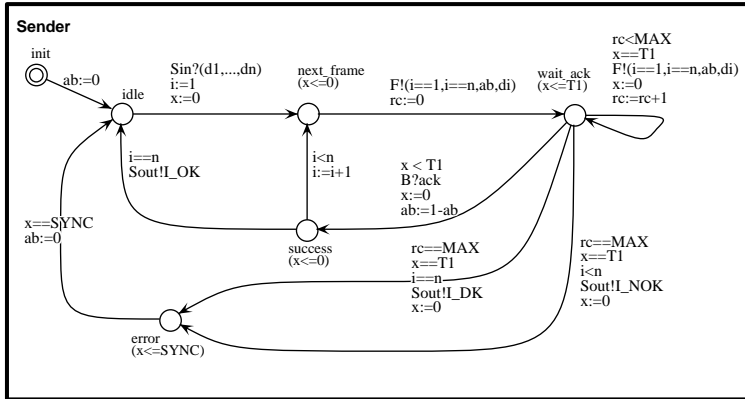 Sender
init
ab:=0
idle
Sin?(d1,...,dn)
i:=1
x:=0
next_frame
(x<=0)
F!(i==1,i==n,ab,di)
rc:=0
wait_ack
(x<=T1)
rc<MAX
x==T1
F!(i==1,i==n,ab,di)
x:=0
rc:=rc+1
i==n
Sout!I_OK
i<n
i:=i+1
x < T1
B?ack
x:=0
ab:=1-ab
x==SYNC
ab:=0
success
(x<=0)
rc==MAX
x==T1
i==n
Sout!I_DK
x:=0
rc==MAX
x==T1
i<n
Sout!I_NOK
x:=0
error
(x<=SYNC)